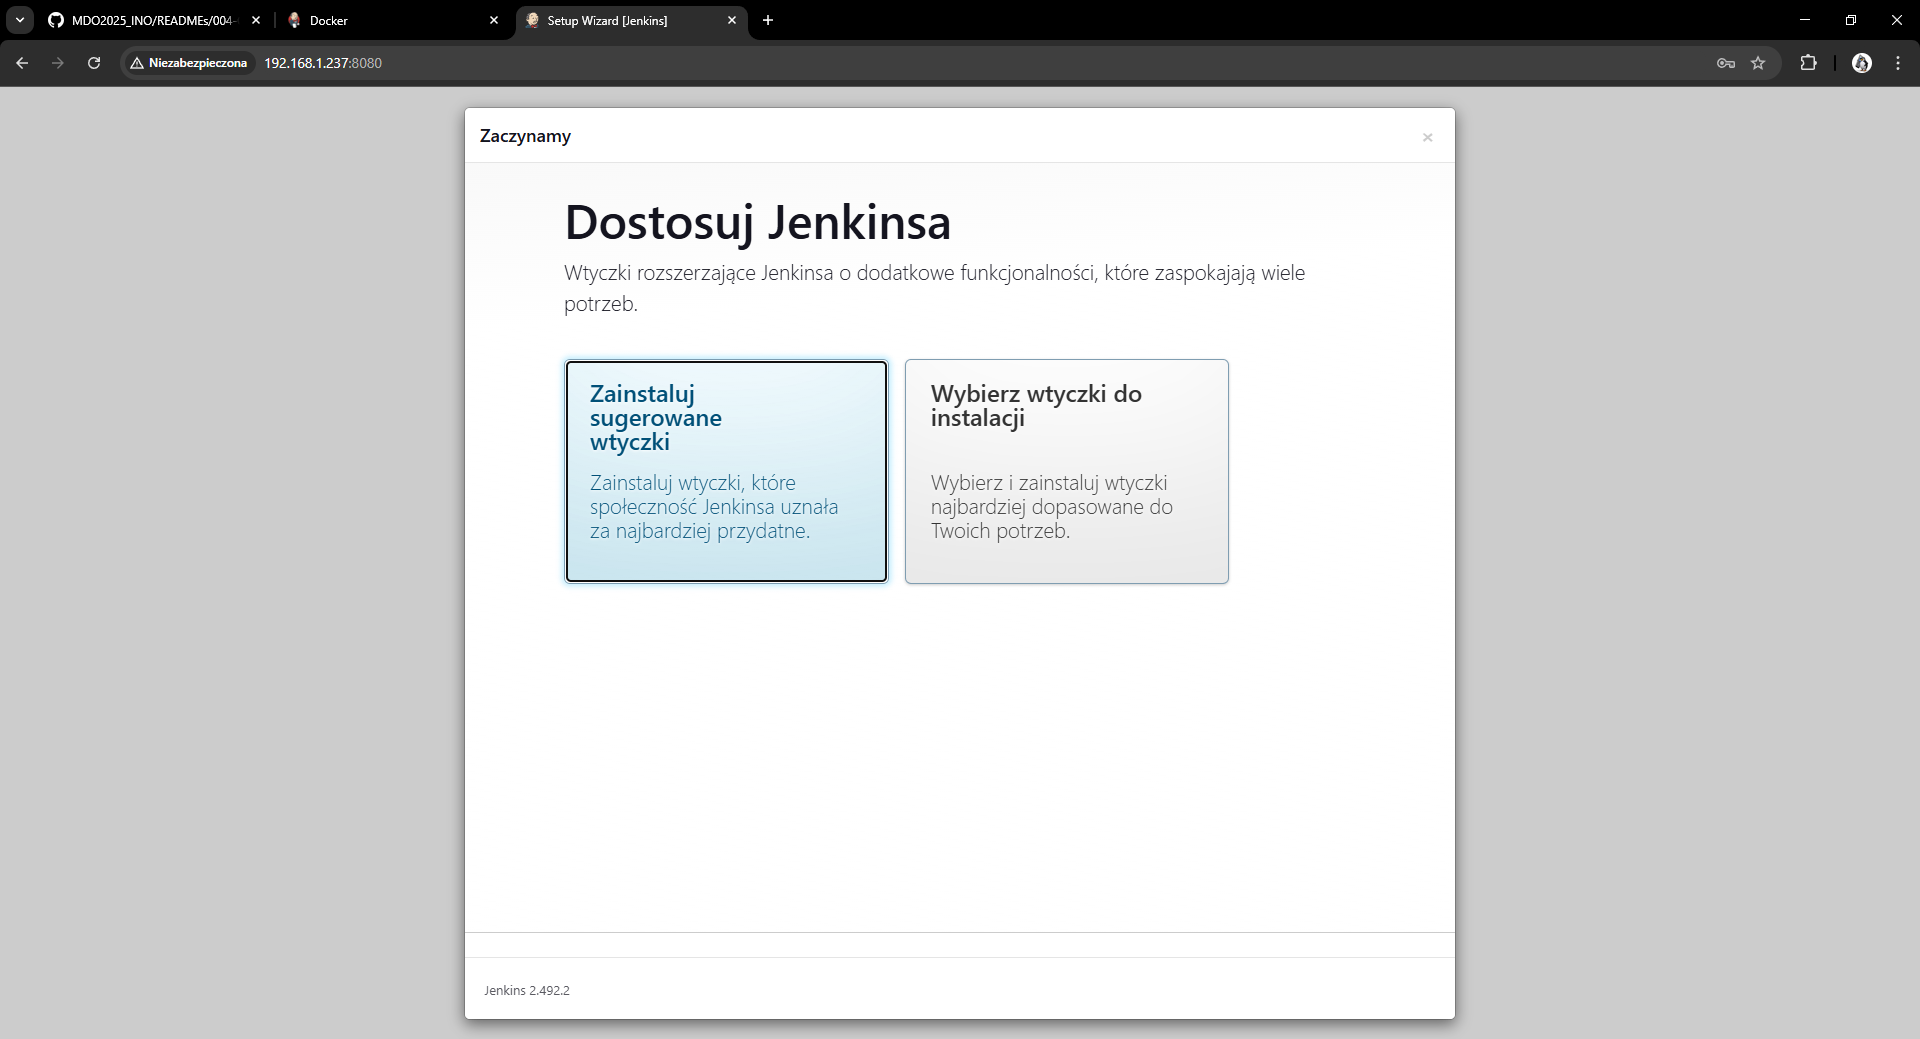 MDO2025_INO/READMEs/004-
Docker
Setup Wizard [Jenkins]
Niezabezpieczona
192.168.1.237:8080
Zaczynamy
Dostosuj Jenkinsa
Wtyczki rozszerzające Jenkinsa o dodatkowe funkcjonalności, które zaspokajają wiele
potrzeb.
Zainstaluj
sugerowane
wtyczki
Zainstaluj wtyczki, które
społeczność Jenkinsa uznała
za najbardziej przydatne.
Wybierz wtyczki do
instalacji
Wybierz i zainstaluj wtyczki
najbardziej dopasowane do
Twoich potrzeb.
Jenkins 2.492.2